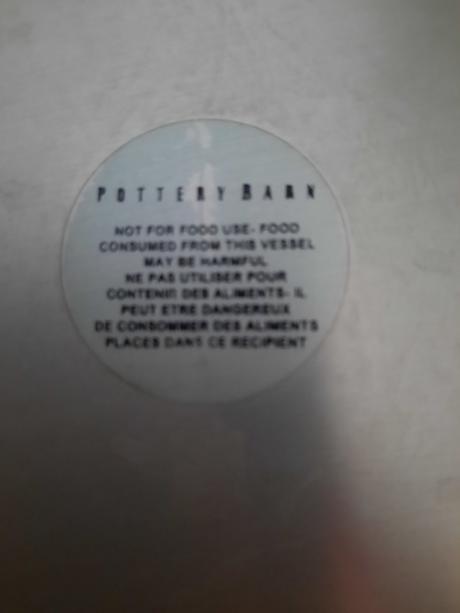 POTTERY BARN
NOT FOR FOOD USE- FOOD
CONSUMED FROM THIS VESSEL
MAY BE HARMFUL
NE PAS UTILISER POUR
CONTENIR DES ALIMENTS- IL
PEUT ETRE DANGEREUX
DE CONSOMMER DES ALIMENTS
PLACES DANS CE RECIPIENT